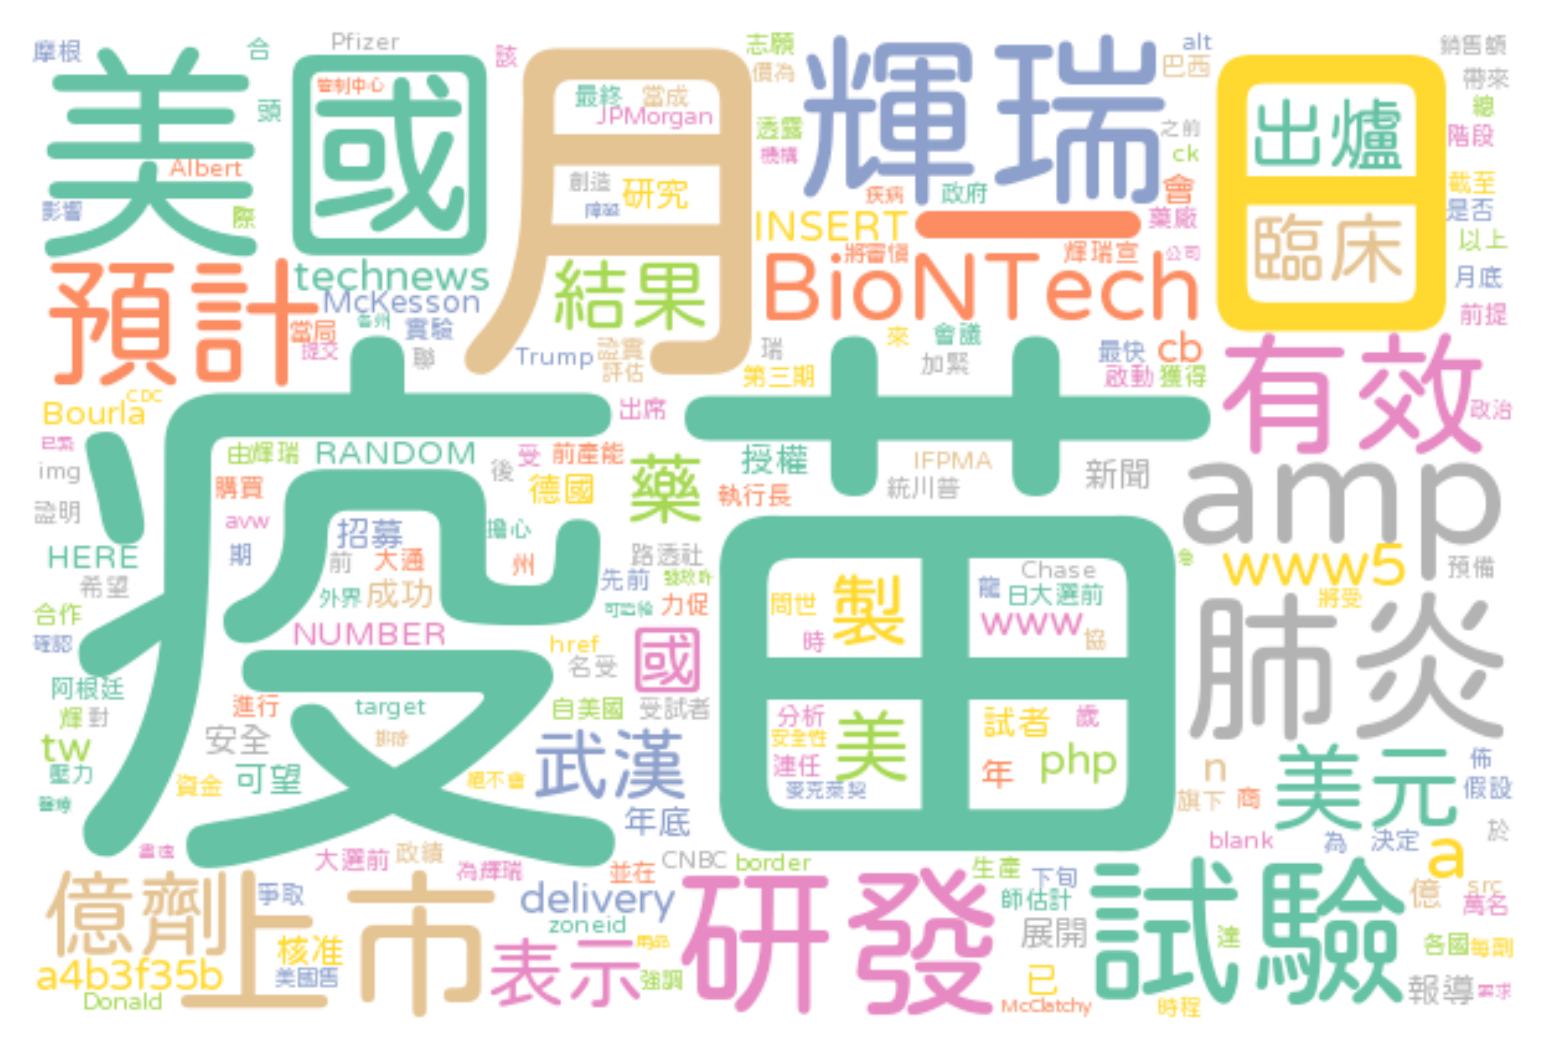 摩根
合
Pfizer
該
志願
輝瑞
alt
銷售額
美
國
月
日
價為
巴西
帶來
管制中心
最終
當成
出爐
總
頭
JPMorgan
透露
之前
階段
機構
ck
Albert
創造
研究
疾病
政府
會
截至
影響
INSERT
一
藥廠
臨床
是否
將審慎
輝瑞宣
公司
以上
預計
technews
結果
BioNTech
月底
McKesson
當局
實驗
前提
提交
聯
Trump
證實
評估
瑞
來
會議
加緊
最快
cb
第三期
啟動
獲得
有效
Bourla
CDC
出席
政治
疫苗
由輝瑞
RANDOM
後
受
前產能
藥
授權
IFPMA
新聞
amp
img
購買
德國
執行長
統川普
證明
avw
招募
擔心
路透社
HERE
期
前
大通
州
先前
製
Chase
www5
預備
希望
外界
成功
力促
問世
龍
日大選前
將受
合作
NUMBER
時
www
協
肺炎
確認
href
名受
國
阿根廷
輝
對
進行
target
自美國
受試者
分析
試者
歲
安全
安全性
美
tw
武漢
連任
年
php
美元
佈
壓力
資金
可望
絕不會
麥克萊契
n
旗下
商
假設
年底
blank
為
決定
於
大選前
政績
為輝瑞
並在
CNBC
border
生產
下旬
a
億劑
上市
爭取
delivery
研發
師估計
試驗
億
src
萬名
zoneid
展開
核准
表示
達
各國
每劑
a4b3f35b
美國售
強調
已
報導
需求
Donald
McClatchy
時程